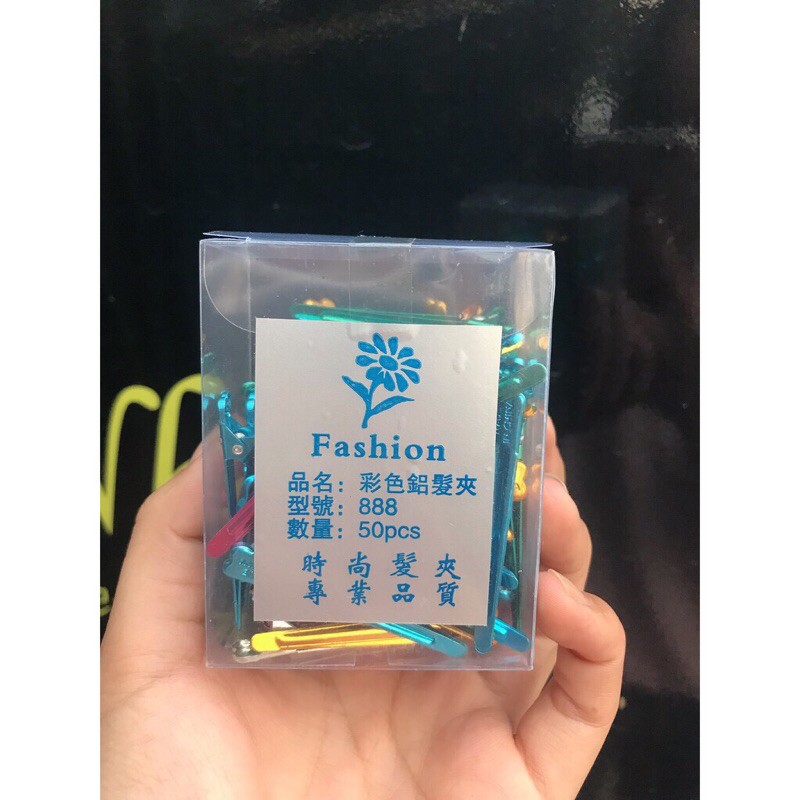 Fashion
品名: 彩色鋁髮夾
型號: 888
數量: 50pcs
時尚髮夾
專業品質